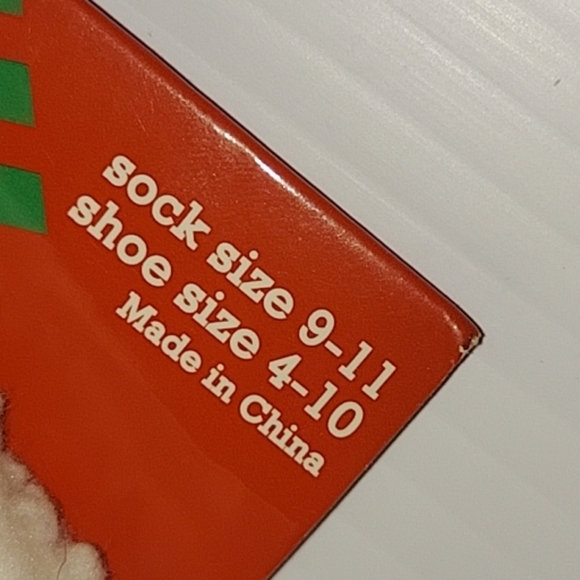 sock size 9-11
shoe size 4-10
Made in China